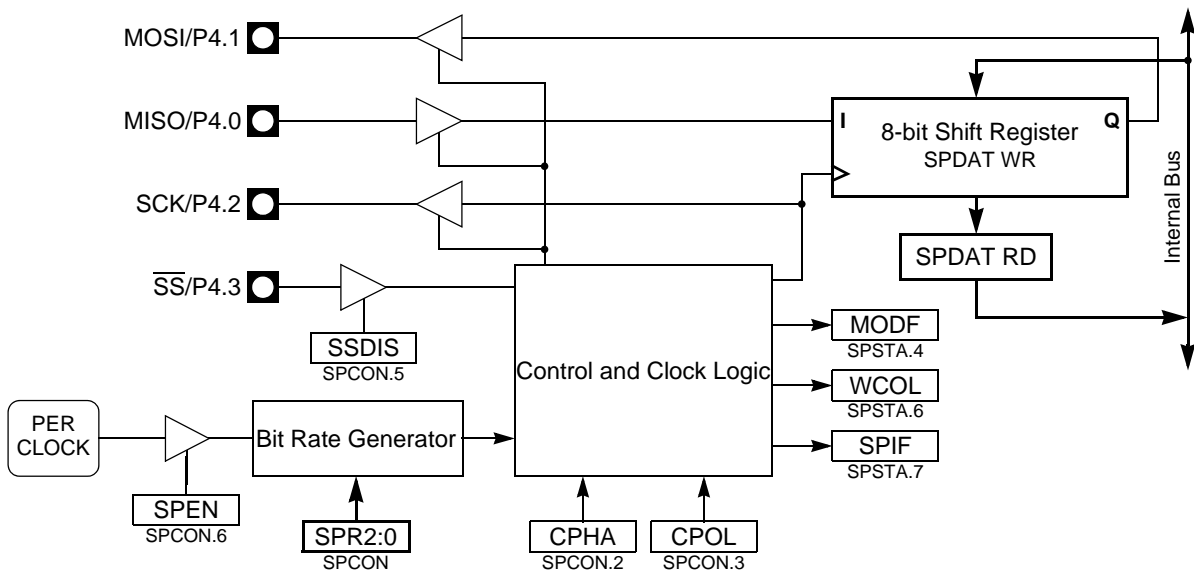 MOSI/P4.1
MISO/P4.0
I
8-bit Shift Register
Q
SPDAT WR
SCK/P4.2
Internal Bus
SPDAT RD
S̅S̅/P4.3
SSDIS
SPCON.5
Control and Clock Logic
MODF
SPSTA.4
WCOL
SPSTA.6
SPIF
SPSTA.7
PER
CLOCK
Bit Rate Generator
SPEN
SPCON.6
SPR2:0
SPCON
CPHA
SPCON.2
CPOL
SPCON.3